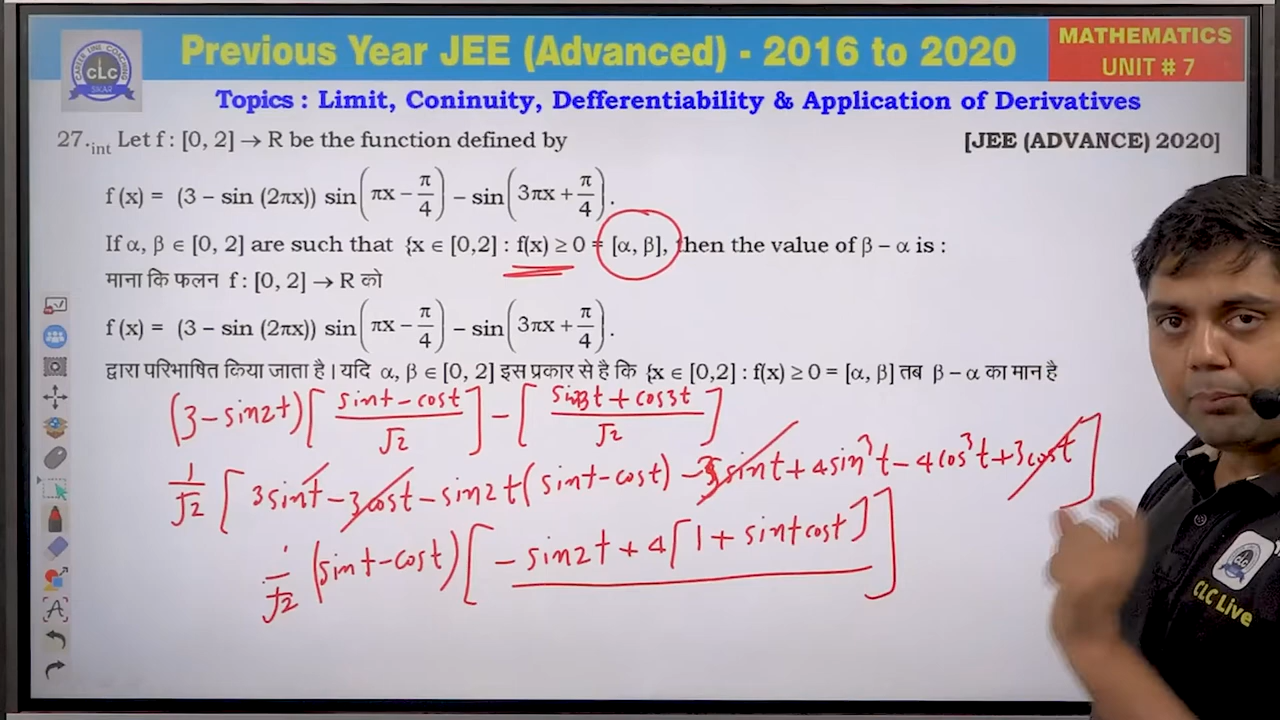 Previous Year JEE (Advanced) - 2016 to 2020
MATHEMATICS
UNIT # 7
CAREER LINE COACHING
CLC
SIKAR
Topics : Limit, Coninuity, Defferentiability & Application of Derivatives
27.int Let f : [0, 2] → R be the function defined by [JEE (ADVANCE) 2020]
f (x) = (3 – sin (2πx)) sin(πx – π/4) – sin(3πx + π/4).
If α, β ∈ [0, 2] are such that {x ∈ [0,2] : f(x) ≥ 0 = [α, β], then the value of β – α is :
माना कि फलन f : [0, 2] → R को
f (x) = (3 – sin (2πx)) sin(πx – π/4) – sin(3πx + π/4).
द्वारा परिभाषित किया जाता है। यदि α, β ∈ [0, 2] इस प्रकार से है कि {x ∈ [0,2] : f(x) ≥ 0 = [α, β] तब β – α का मान है
(3-sin2t)[(sint-cost)/√2] - [(sin3t+cos3t)/√2]
1/√2 [3sint-3cost-sin2t(sint-cost)-3sint+4sin³t-4cos³t+3cost]
1/√2 (sint-cost)[-sin2t+4[1+sintcost]]
CLC Live